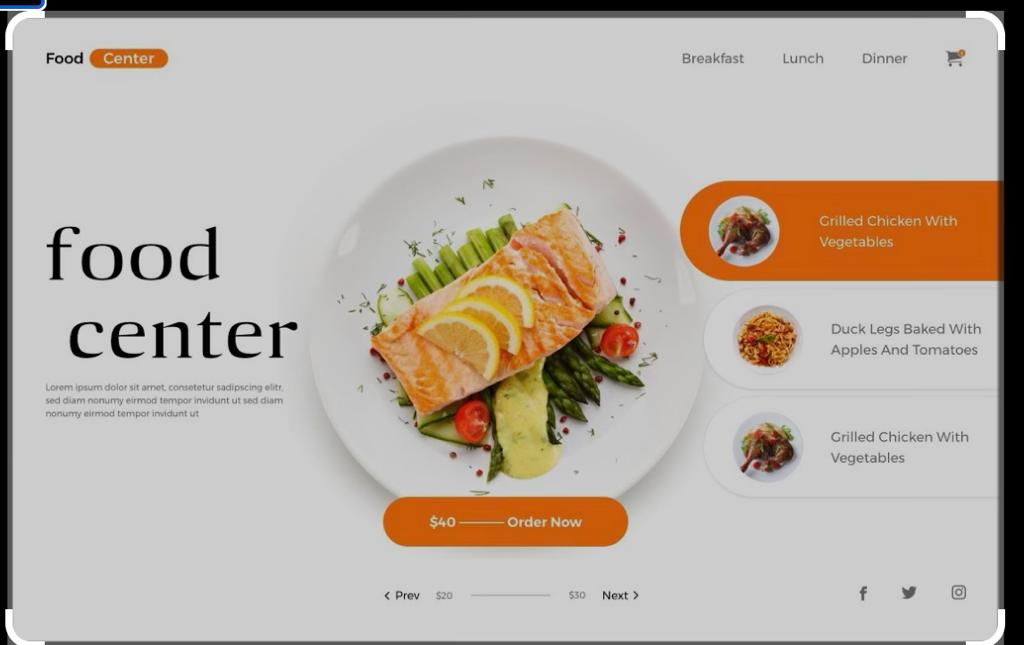 Food Center
Breakfast Lunch Dinner
food
center
Lorem ipsum dolor sit amet, consetetur sadipscing elitr,
sed diam nonumy eirmod tempor invidunt ut sed diam
nonumy eirmod tempor invidunt ut
Grilled Chicken With
Vegetables
Duck Legs Baked With
Apples And Tomatoes
Grilled Chicken With
Vegetables
$40 Order Now
Prev $20 $30 Next